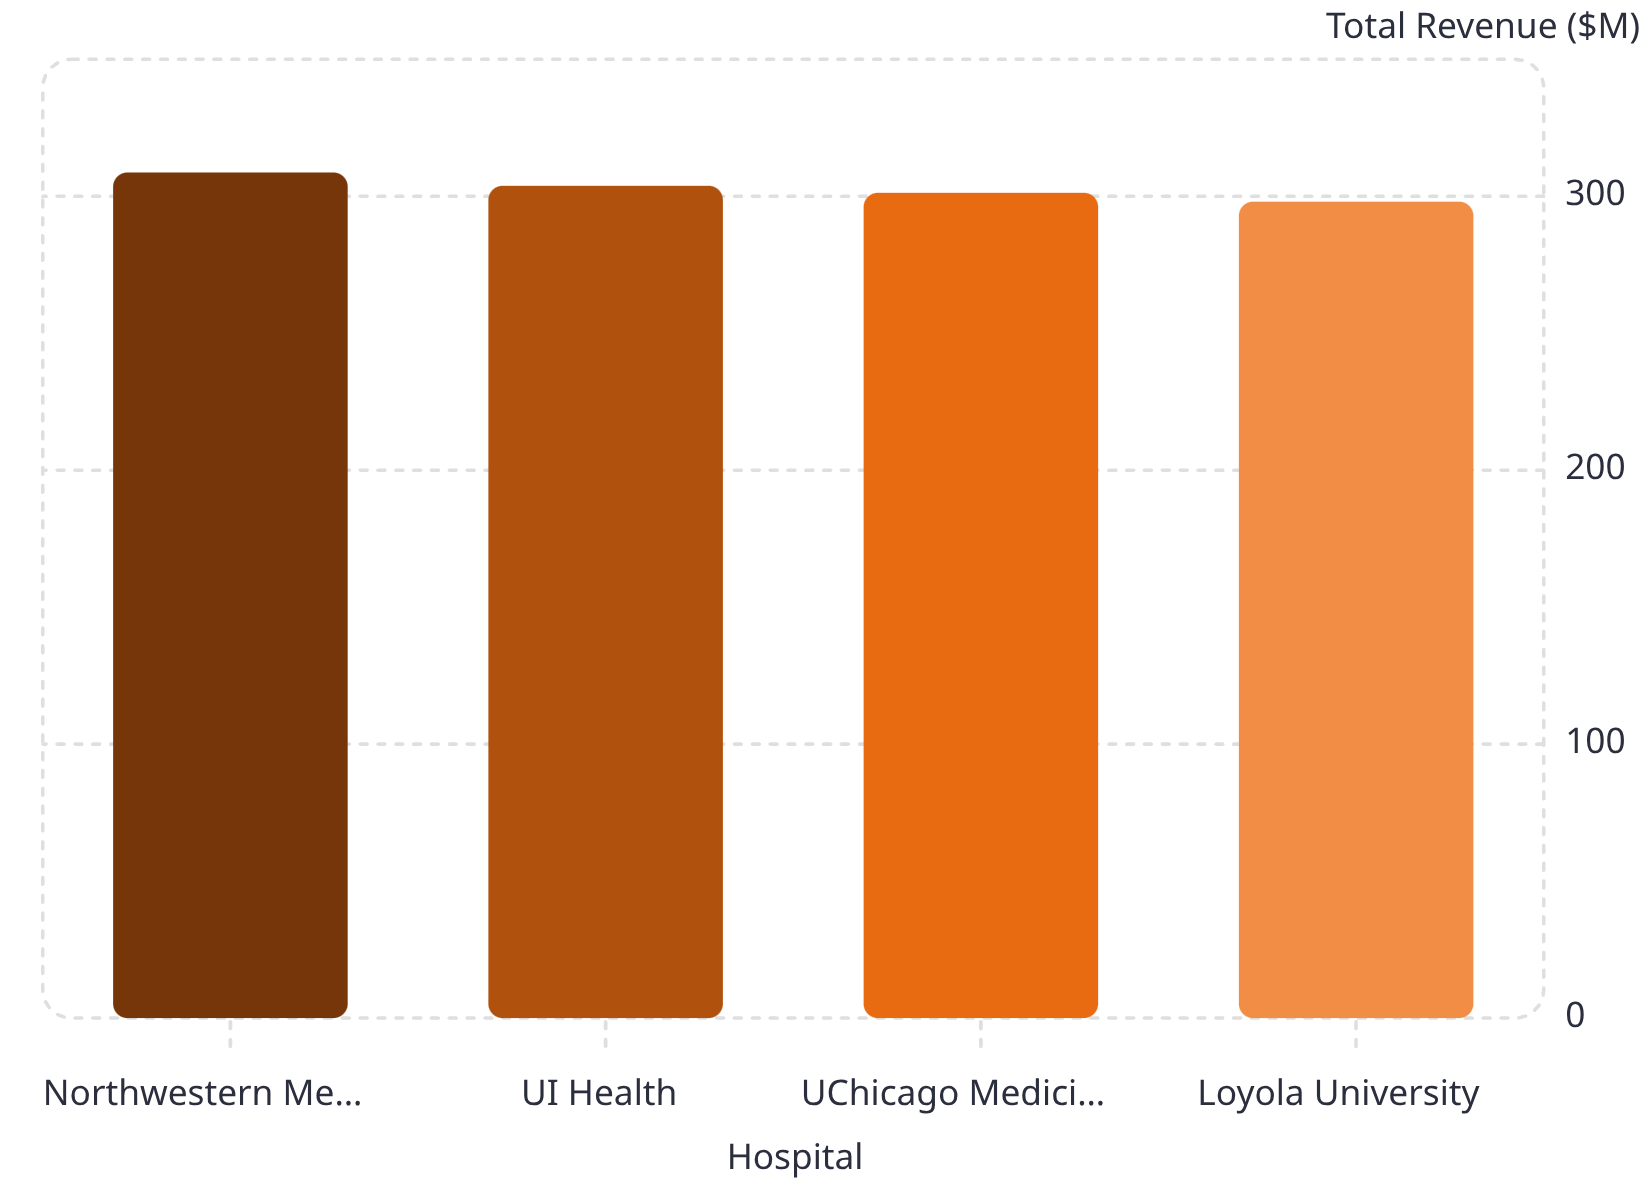 Total Revenue ($M)
300
200
100
0
Northwestern Me...
UI Health
UChicago Medici...
Loyola University
Hospital